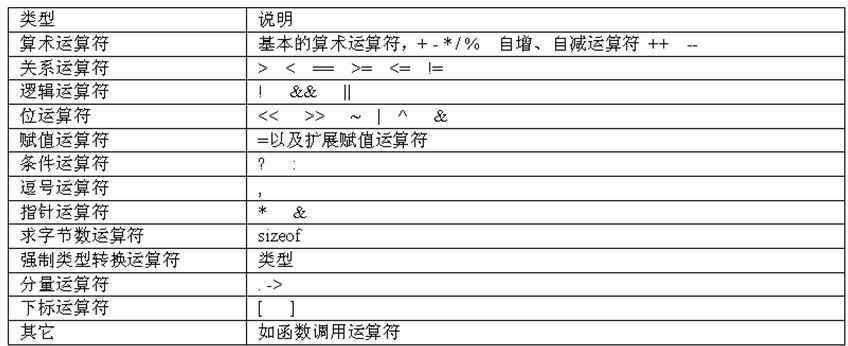 类型 说明
算术运算符 基本的算术运算符，+ - * / % 自增、自减运算符 ++ --
关系运算符 > < == >= <= !=
逻辑运算符 ! && ||
位运算符 << >> ~ | ^ &
赋值运算符 =以及扩展赋值运算符
条件运算符 ? :
逗号运算符 ,
指针运算符 * &
求字节数运算符 sizeof
强制类型转换运算符 类型
分量运算符 . ->
下标运算符 [ ]
其它 如函数调用运算符